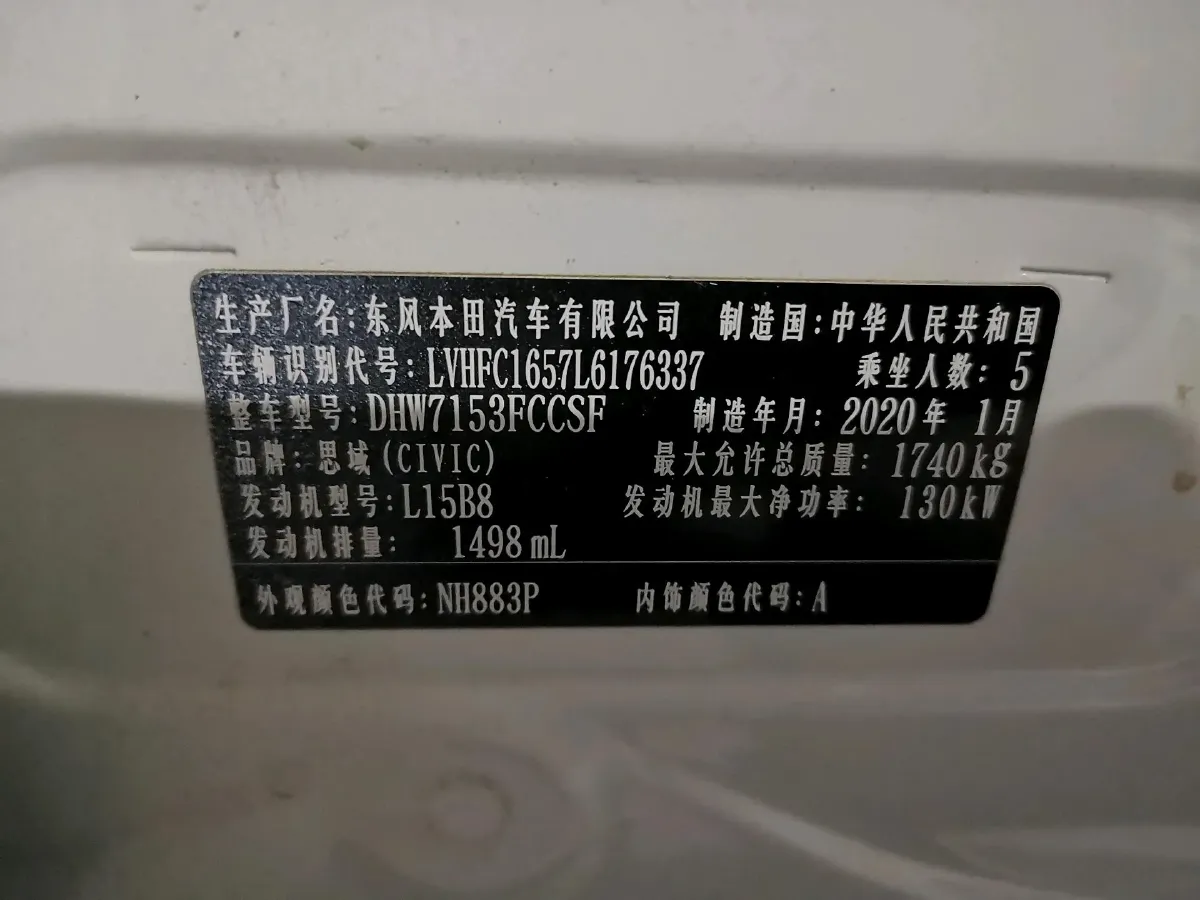 生产厂名:东风本田汽车有限公司 制造国:中华人民共和国
车辆识别代号:LVHFC1657L6176337 乘坐人数:5
整车型号:DHW7153FCCSF 制造年月:2020年1月
品牌:思域(CIVIC) 最大允许总质量:1740kg
发动机型号:L15B8 发动机最大净功率:130kW
发动机排量: 1498mL
外观颜色代码:NH883P 内饰颜色代码:A